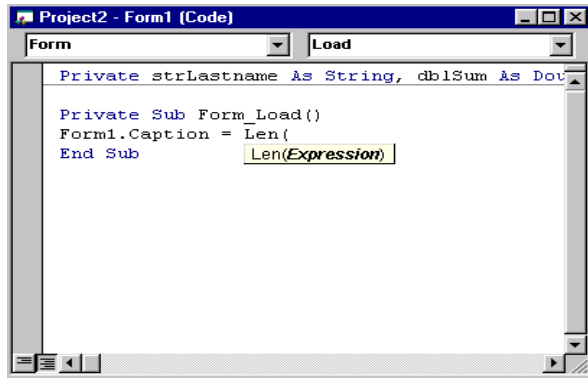 Project2 - Form1 (Code)
Form Load
Private strLastname As String, dblSum As Dou
Private Sub Form_Load()
Form1.Caption = Len(
End Sub
Len(Expression)